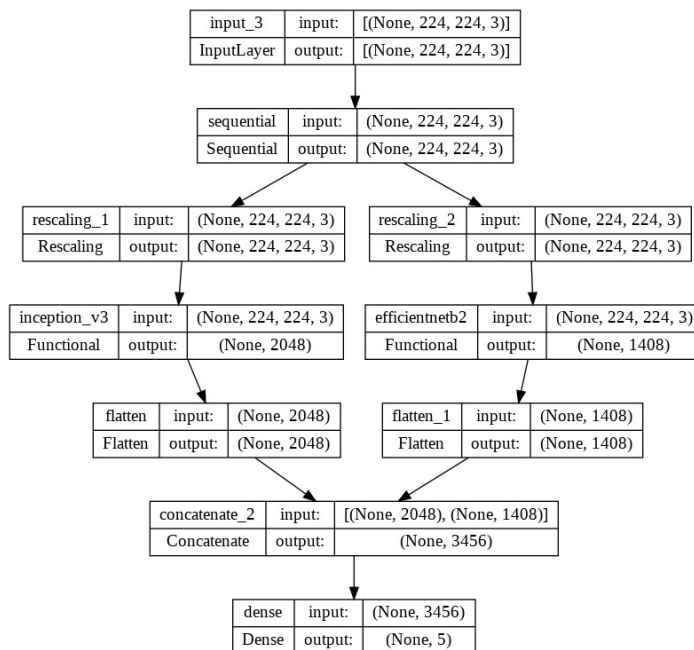 input_3 input: [(None, 224, 224, 3)]
InputLayer output: [(None, 224, 224, 3)]
sequential input: (None, 224, 224, 3)
Sequential output: (None, 224, 224, 3)
rescaling_1 input: (None, 224, 224, 3)
Rescaling output: (None, 224, 224, 3)
rescaling_2 input: (None, 224, 224, 3)
Rescaling output: (None, 224, 224, 3)
inception_v3 input: (None, 224, 224, 3)
Functional output: (None, 2048)
efficientnetb2 input: (None, 224, 224, 3)
Functional output: (None, 1408)
flatten input: (None, 2048)
Flatten output: (None, 2048)
flatten_1 input: (None, 1408)
Flatten output: (None, 1408)
concatenate_2 input: [(None, 2048), (None, 1408)]
Concatenate output: (None, 3456)
dense input: (None, 3456)
Dense output: (None, 5)